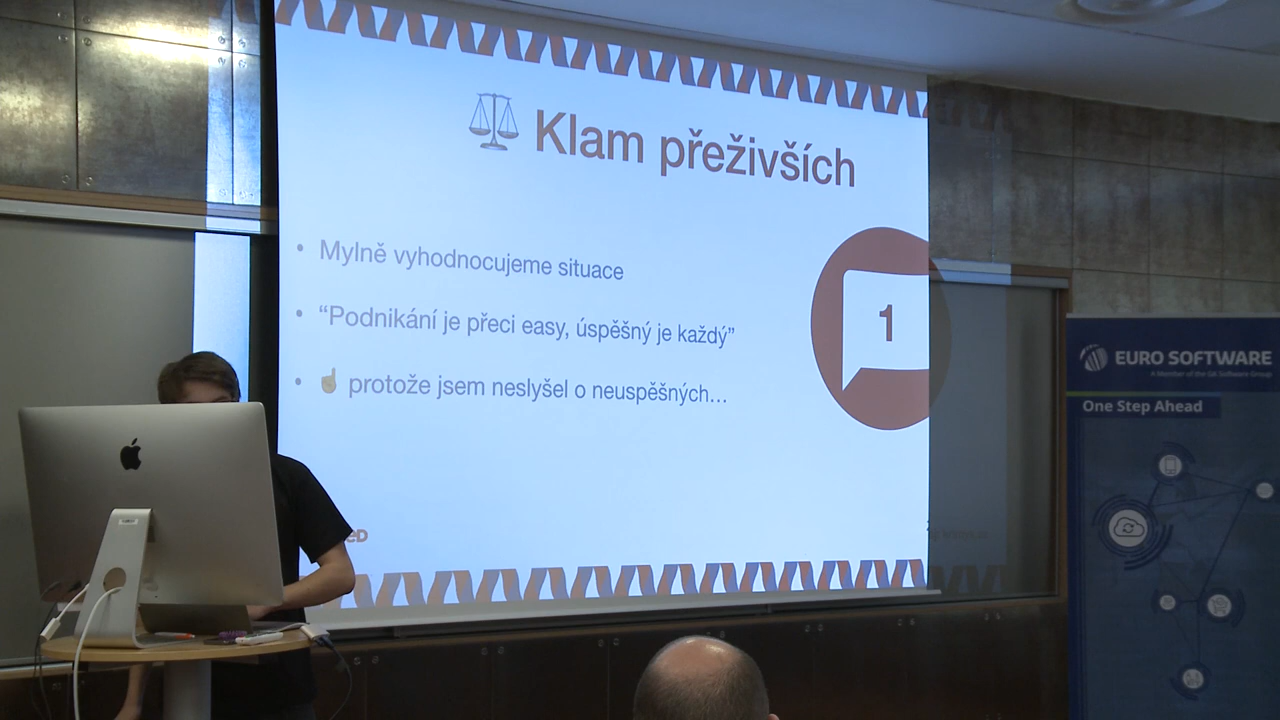 Klam přeživších
• Mylně vyhodnocujeme situace
• “Podnikání je přeci easy, úspěšný je každý”
• ☝ protože jsem neslyšel o neuspěšných...
1
EURO SOFTWARE
A Member of the GK Software Group
One Step Ahead